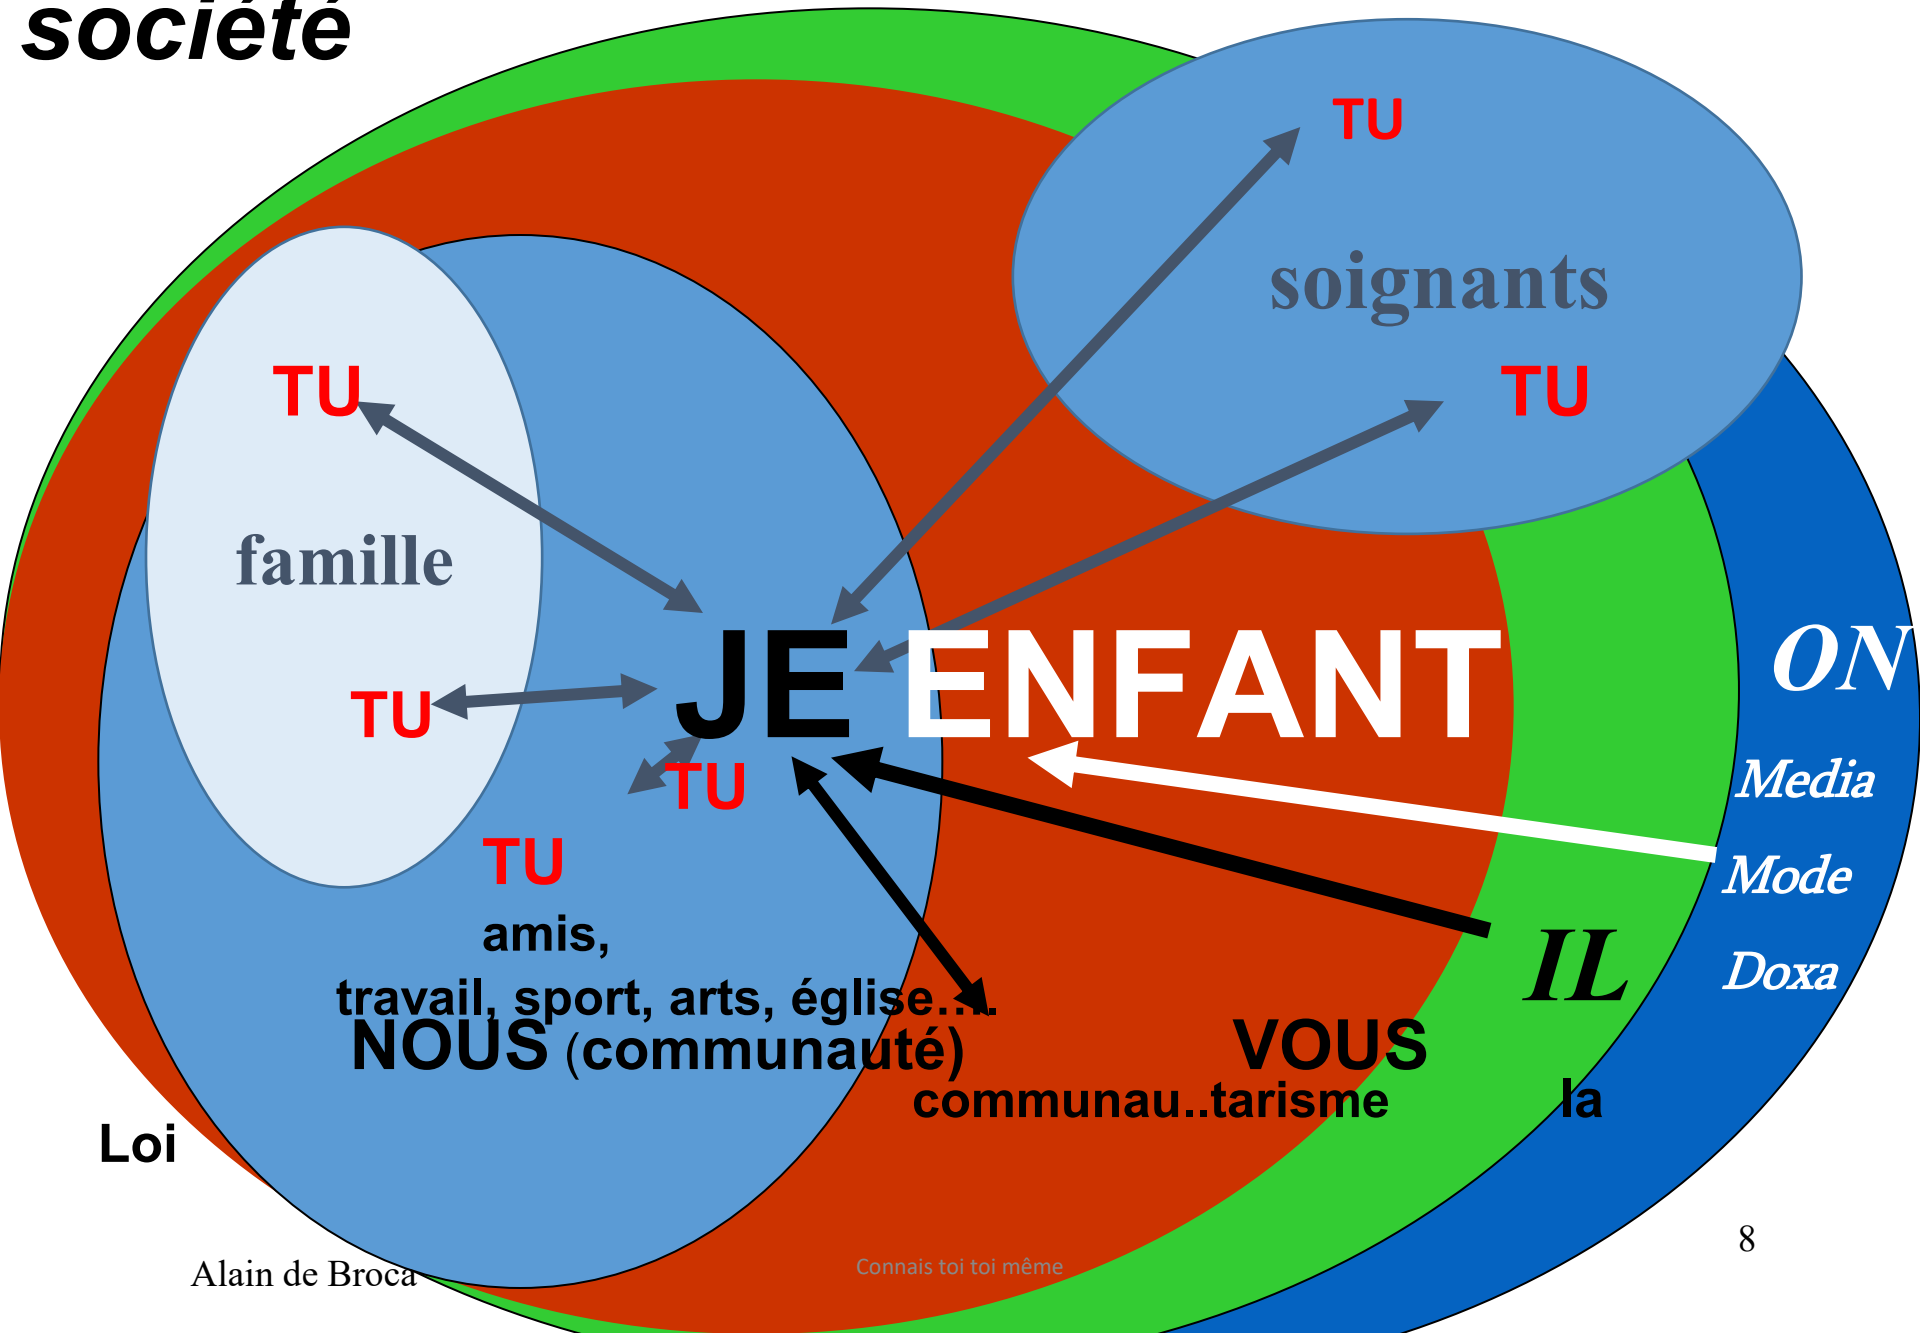 société
TU
soignants
TU
TU
famille
JE ENFANT
ON
TU
TU
Media
TU
Mode
amis,
IL
Doxa
travail, sport, arts, église….
NOUS (communauté)
VOUS
communau..tarisme
la
Loi
8
Alain de Broca
Connais toi toi même